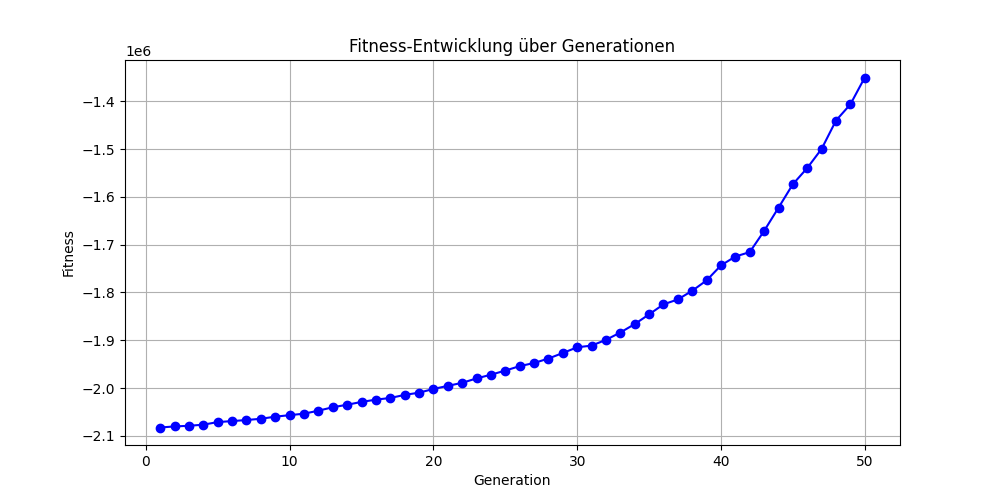 Fitness-Entwicklung über Generationen
1e6
−1.4
−1.5
−1.6
−1.7
−1.8
−1.9
−2.0
−2.1
Fitness
0 10 20 30 40 50
Generation